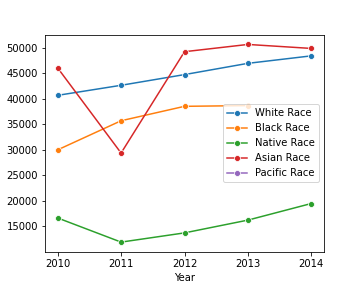 50000
45000
40000
35000
30000
25000
20000
15000
White Race
Black Race
Native Race
Asian Race
Pacific Race
2010 2011 2012 2013 2014
Year